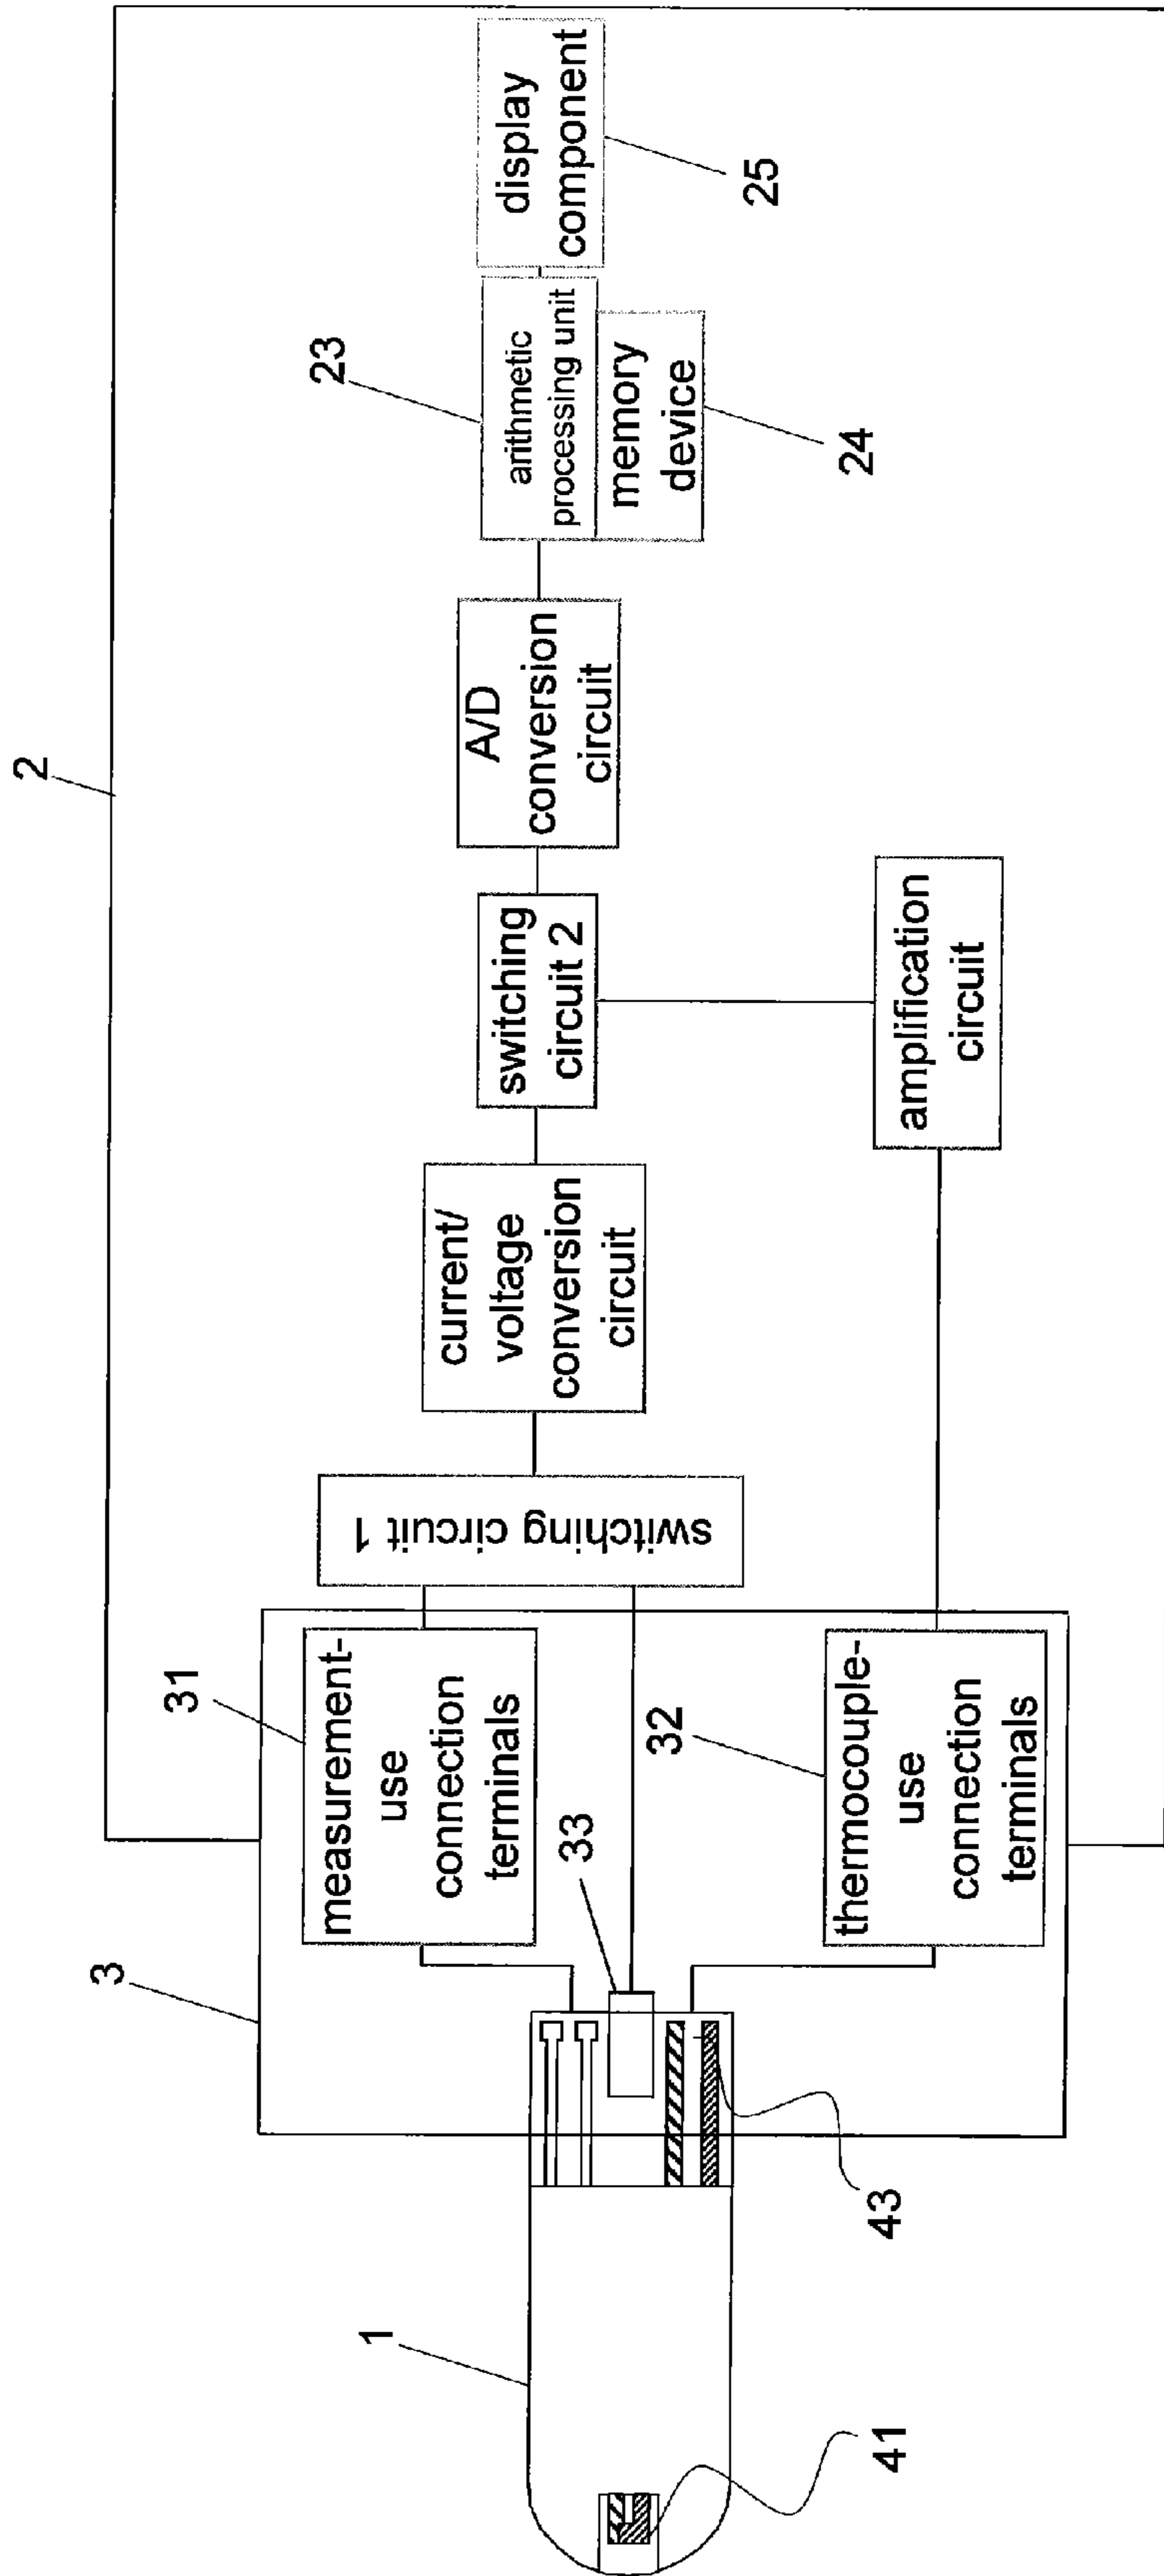 2
3
31
measurement-
use
connection
terminals
switching circuit 1
current/
voltage
conversion
circuit
switching
circuit 2
A/D
conversion
circuit
23
arithmetic
processing unit
memory
device
24
display
component
25
1
41
43
33
32
thermocouple-
use
connection
terminals
amplification
circuit